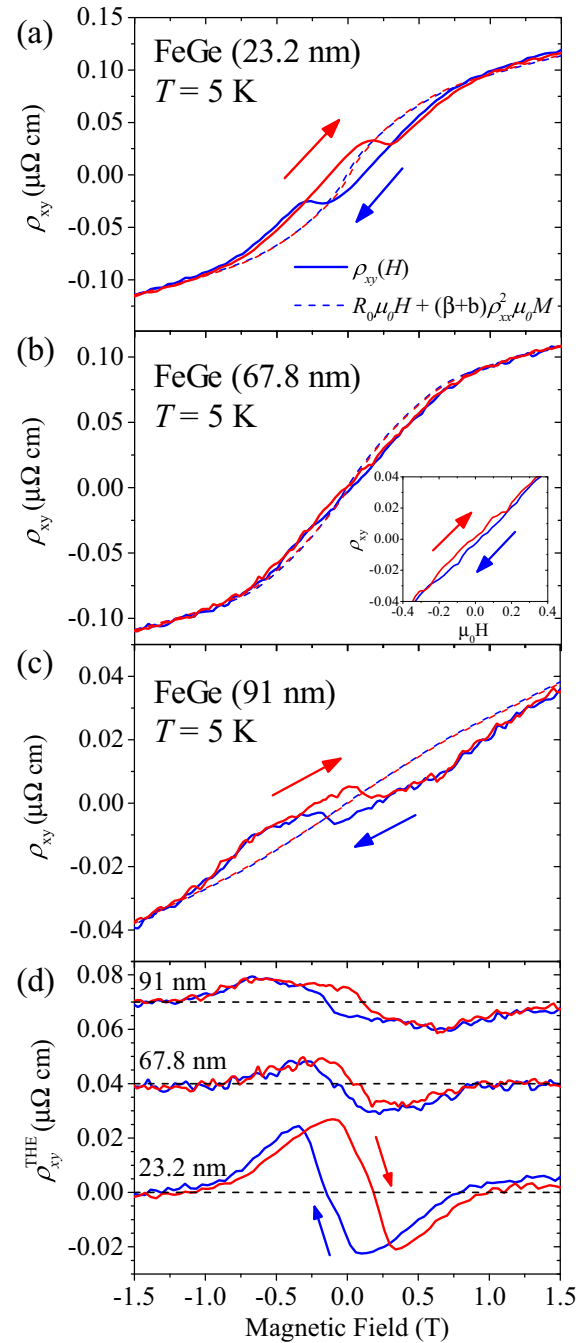 (a)
FeGe (23.2 nm)
T = 5 K
0.15
0.10
0.05
0.00
-0.05
-0.10
ρxy (μΩ cm)
ρxy(H)
R0μ0H + (β+b)ρ²xxμ0M
(b)
FeGe (67.8 nm)
T = 5 K
0.10
0.05
0.00
-0.05
-0.10
ρxy (μΩ cm)
0.04
0.02
0.00
-0.02
-0.04
ρxy
-0.4 -0.2 0.0 0.2 0.4
μ0H
(c)
FeGe (91 nm)
T = 5 K
0.04
0.02
0.00
-0.02
-0.04
ρxy (μΩ cm)
(d)
0.08
0.06
0.04
0.02
0.00
-0.02
ρxy^THE (μΩ cm)
91 nm
67.8 nm
23.2 nm
-1.5 -1.0 -0.5 0.0 0.5 1.0 1.5
Magnetic Field (T)